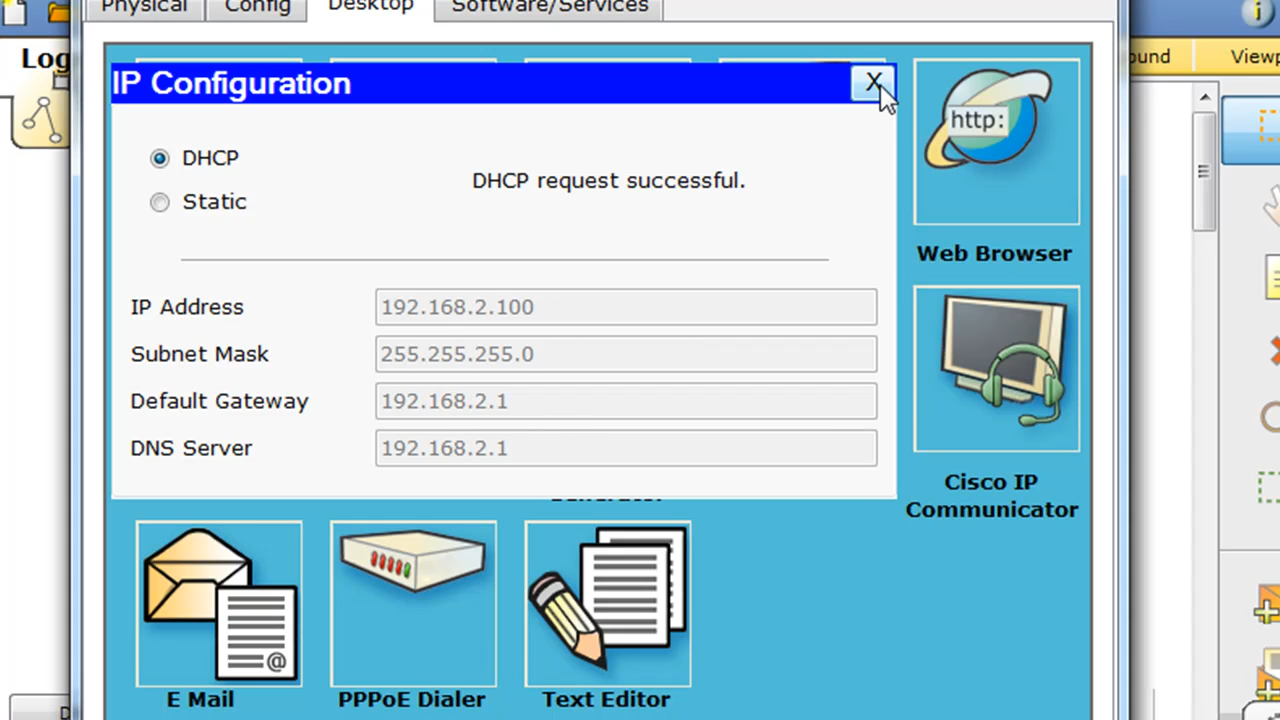 Physical Config Desktop Software/Services
i
Log
ound Viewp
IP Configuration X
DHCP
DHCP request successful.
Static
http:
Web Browser
IP Address 192.168.2.100
Subnet Mask 255.255.255.0
Default Gateway 192.168.2.1
DNS Server 192.168.2.1
Cisco IP
Communicator
@
E Mail PPPoE Dialer Text Editor